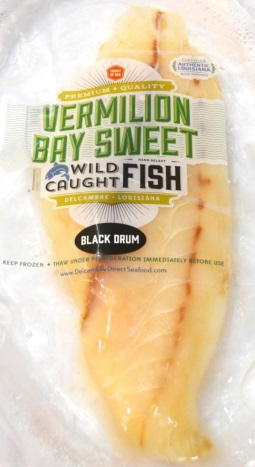 PREMIUM + QUALITY
CERTIFIED
AUTHENTIC
LOUISIANA
VERMILION
BAY SWEET
WILD
CAUGHT
HAND SELECT
FISH
DELCAMBRE • LOUISIANA
BLACK DRUM
KEEP FROZEN • THAW UNDER REFRIGERATION IMMEDIATELY BEFORE USE
www.DelcambreDirectSeafood.com